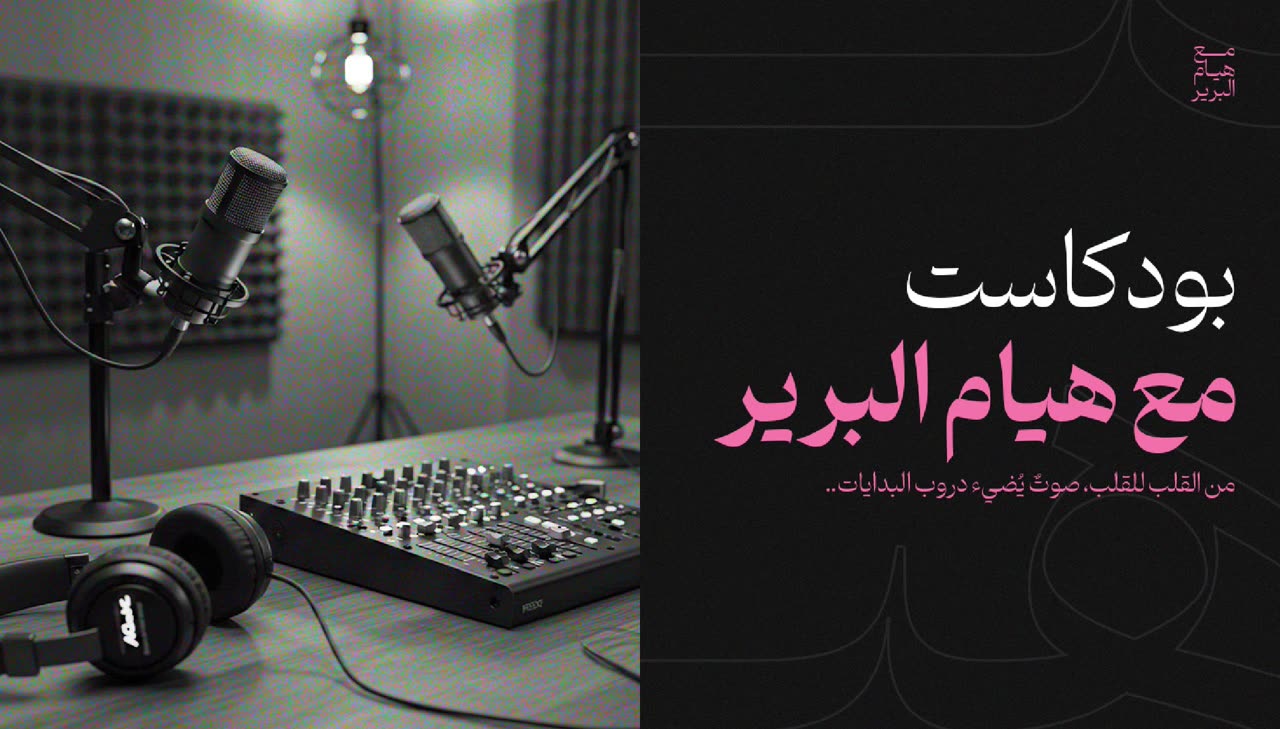 مع
هيام
البرير
بودكاست
مع هيام البرير
من القلب للقلب، صوتٌ يُضيء دروب البدايات..